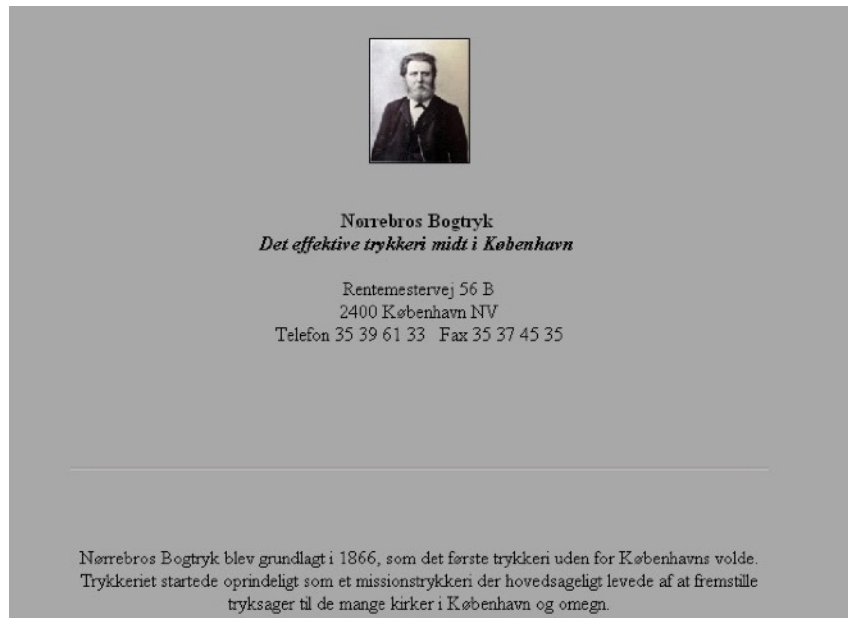 Nørrebros Bogtryk
Det effektive trykkeri midt i København
Rentemestervej 56 B
2400 København NV
Telefon 35 39 61 33 Fax 35 37 45 35
Nørrebros Bogtryk blev grundlagt i 1866, som det første trykkeri uden for Københavns volde.
Trykkeriet startede oprindeligt som et missionstrykkeri der hovedsageligt levede af at fremstille
tryksager til de mange kirker i København og omegn.